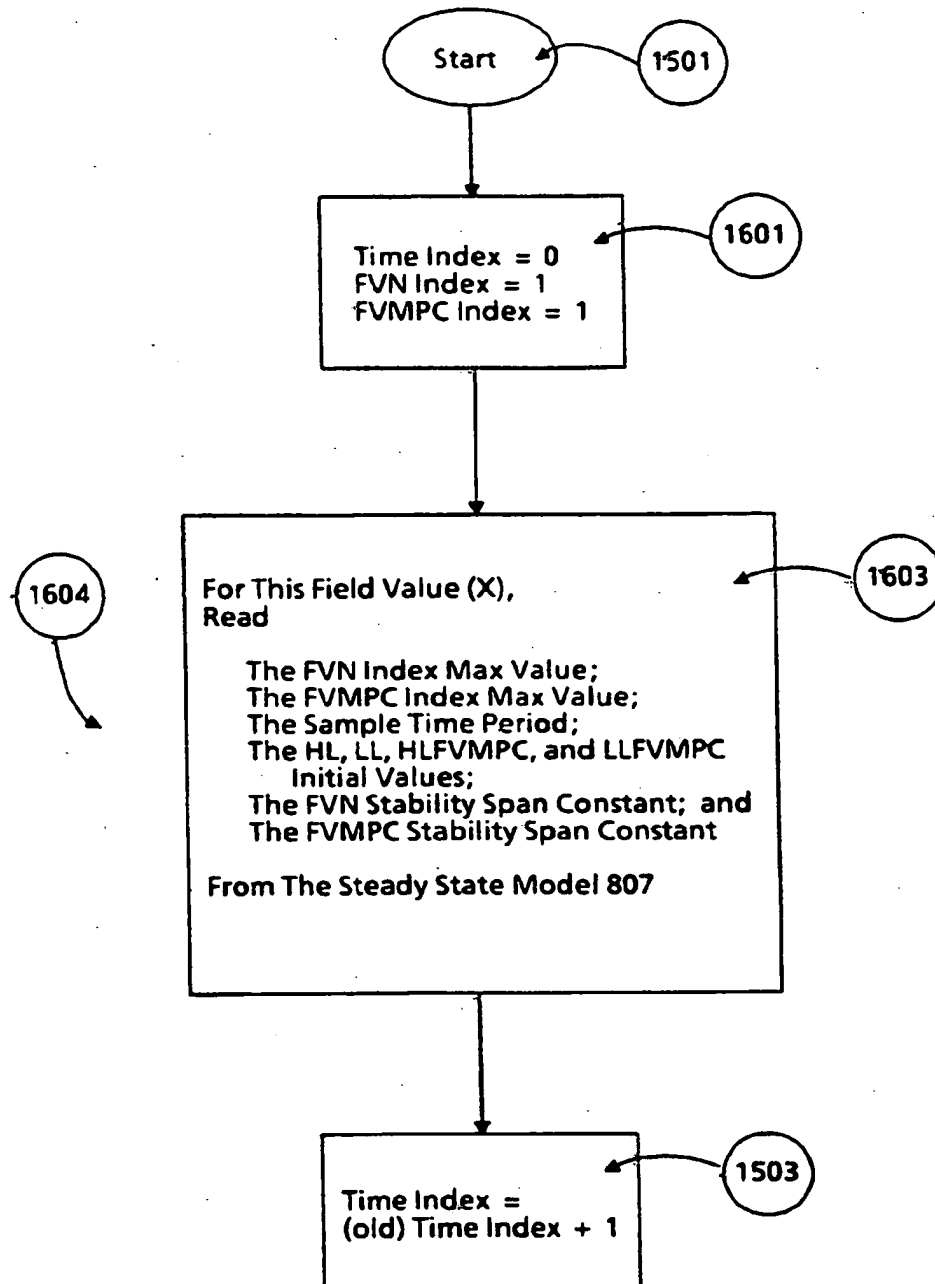 Start
1501
Time Index = 0
FVN Index = 1
FVMPC Index = 1
1601
1604
1603
For This Field Value (X),
Read
The FVN Index Max Value;
The FVMPC Index Max Value;
The Sample Time Period;
The HL, LL, HLFVMPC, and LLFVMPC
Initial Values;
The FVN Stability Span Constant; and
The FVMPC Stability Span Constant
From The Steady State Model 807
1503
Time Index =
(old) Time Index + 1